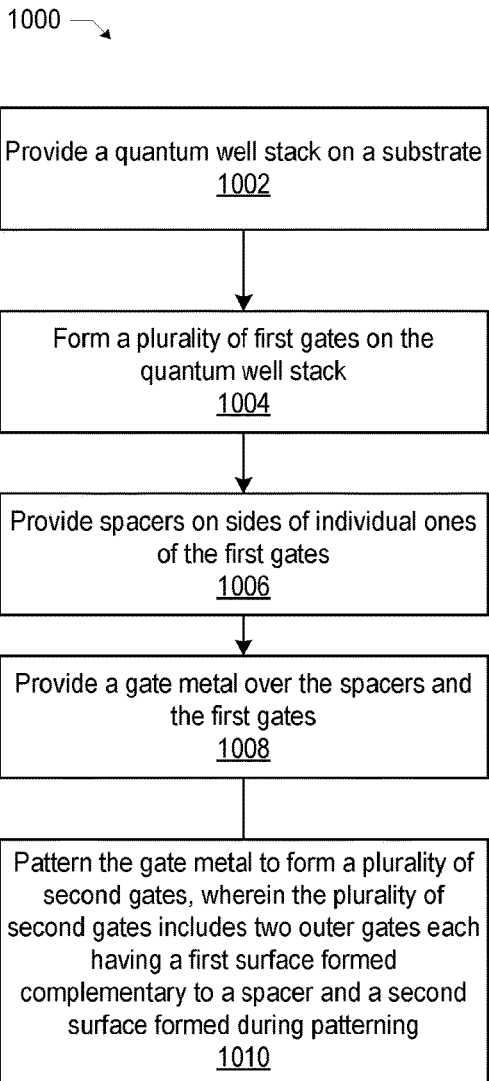 1000
Provide a quantum well stack on a substrate
1002
Form a plurality of first gates on the
quantum well stack
1004
Provide spacers on sides of individual ones
of the first gates
1006
Provide a gate metal over the spacers and
the first gates
1008
Pattern the gate metal to form a plurality of
second gates, wherein the plurality of
second gates includes two outer gates each
having a first surface formed
complementary to a spacer and a second
surface formed during patterning
1010